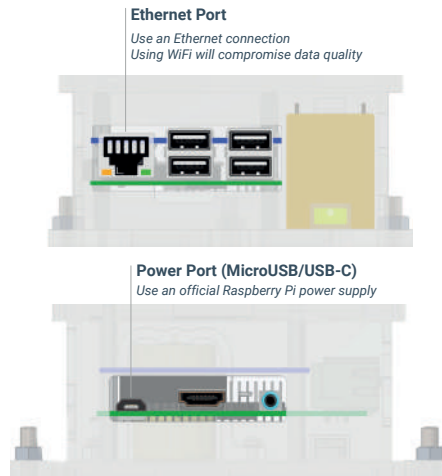 Ethernet Port
Use an Ethernet connection
Using WiFi will compromise data quality
Power Port (MicroUSB/USB-C)
Use an official Raspberry Pi power supply